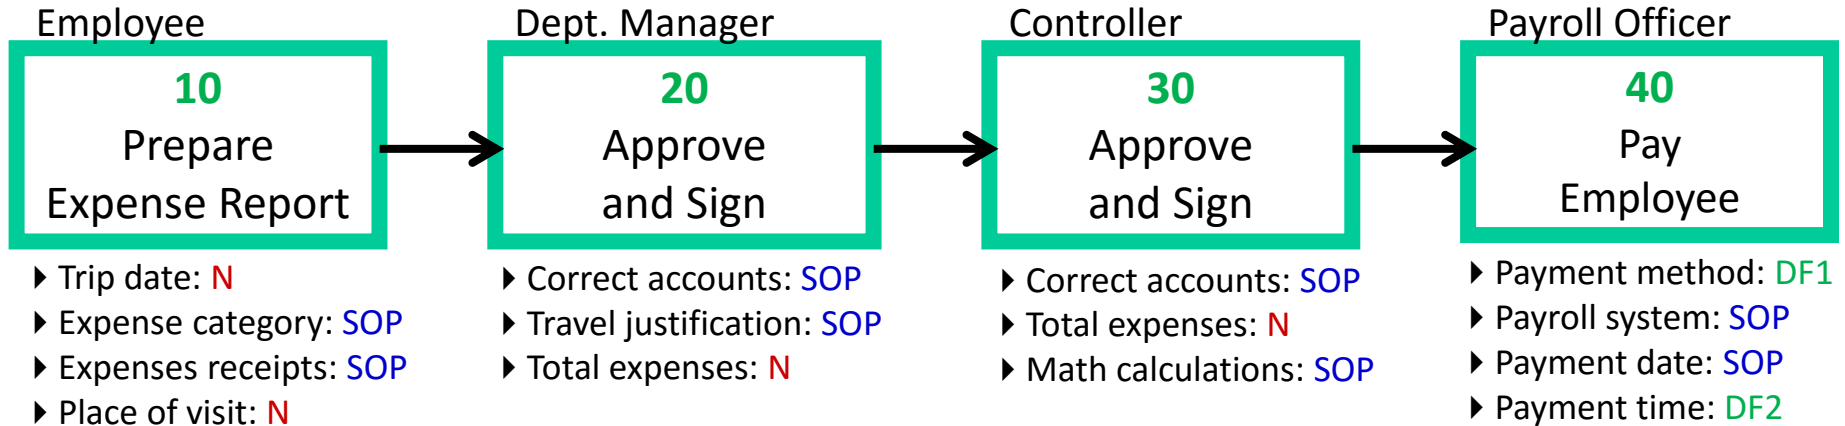 Employee
10
Prepare
Expense Report
Trip date: N
Expense category: SOP
Expenses receipts: SOP
Place of visit: N
Dept. Manager
20
Approve
and Sign
Correct accounts: SOP
Travel justification: SOP
Total expenses: N
Controller
30
Approve
and Sign
Correct accounts: SOP
Total expenses: N
Math calculations: SOP
Payroll Officer
40
Pay
Employee
Payment method: DF1
Payroll system: SOP
Payment date: SOP
Payment time: DF2